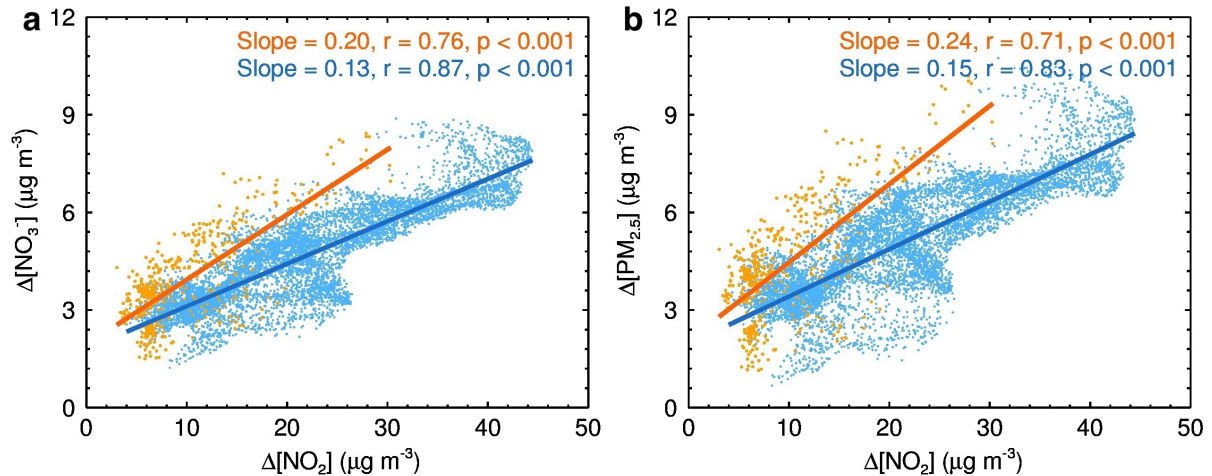 a
Slope = 0.20, r = 0.76, p < 0.001
Slope = 0.13, r = 0.87, p < 0.001
12
9
6
3
0
Δ[NO₃⁻] (μg m⁻³)
0 10 20 30 40 50
Δ[NO₂] (μg m⁻³)
b
Slope = 0.24, r = 0.71, p < 0.001
Slope = 0.15, r = 0.83, p < 0.001
12
9
6
3
0
Δ[PM₂.₅] (μg m⁻³)
0 10 20 30 40 50
Δ[NO₂] (μg m⁻³)